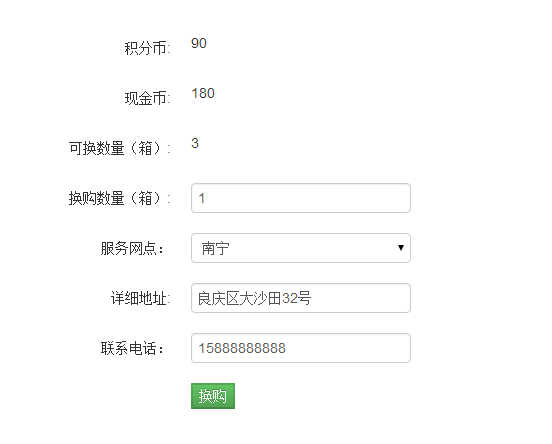 积分币: 90
现金币: 180
可换数量（箱）: 3
换购数量（箱）: 1
服务网点： 南宁
详细地址: 良庆区大沙田32号
联系电话： 15888888888
换购